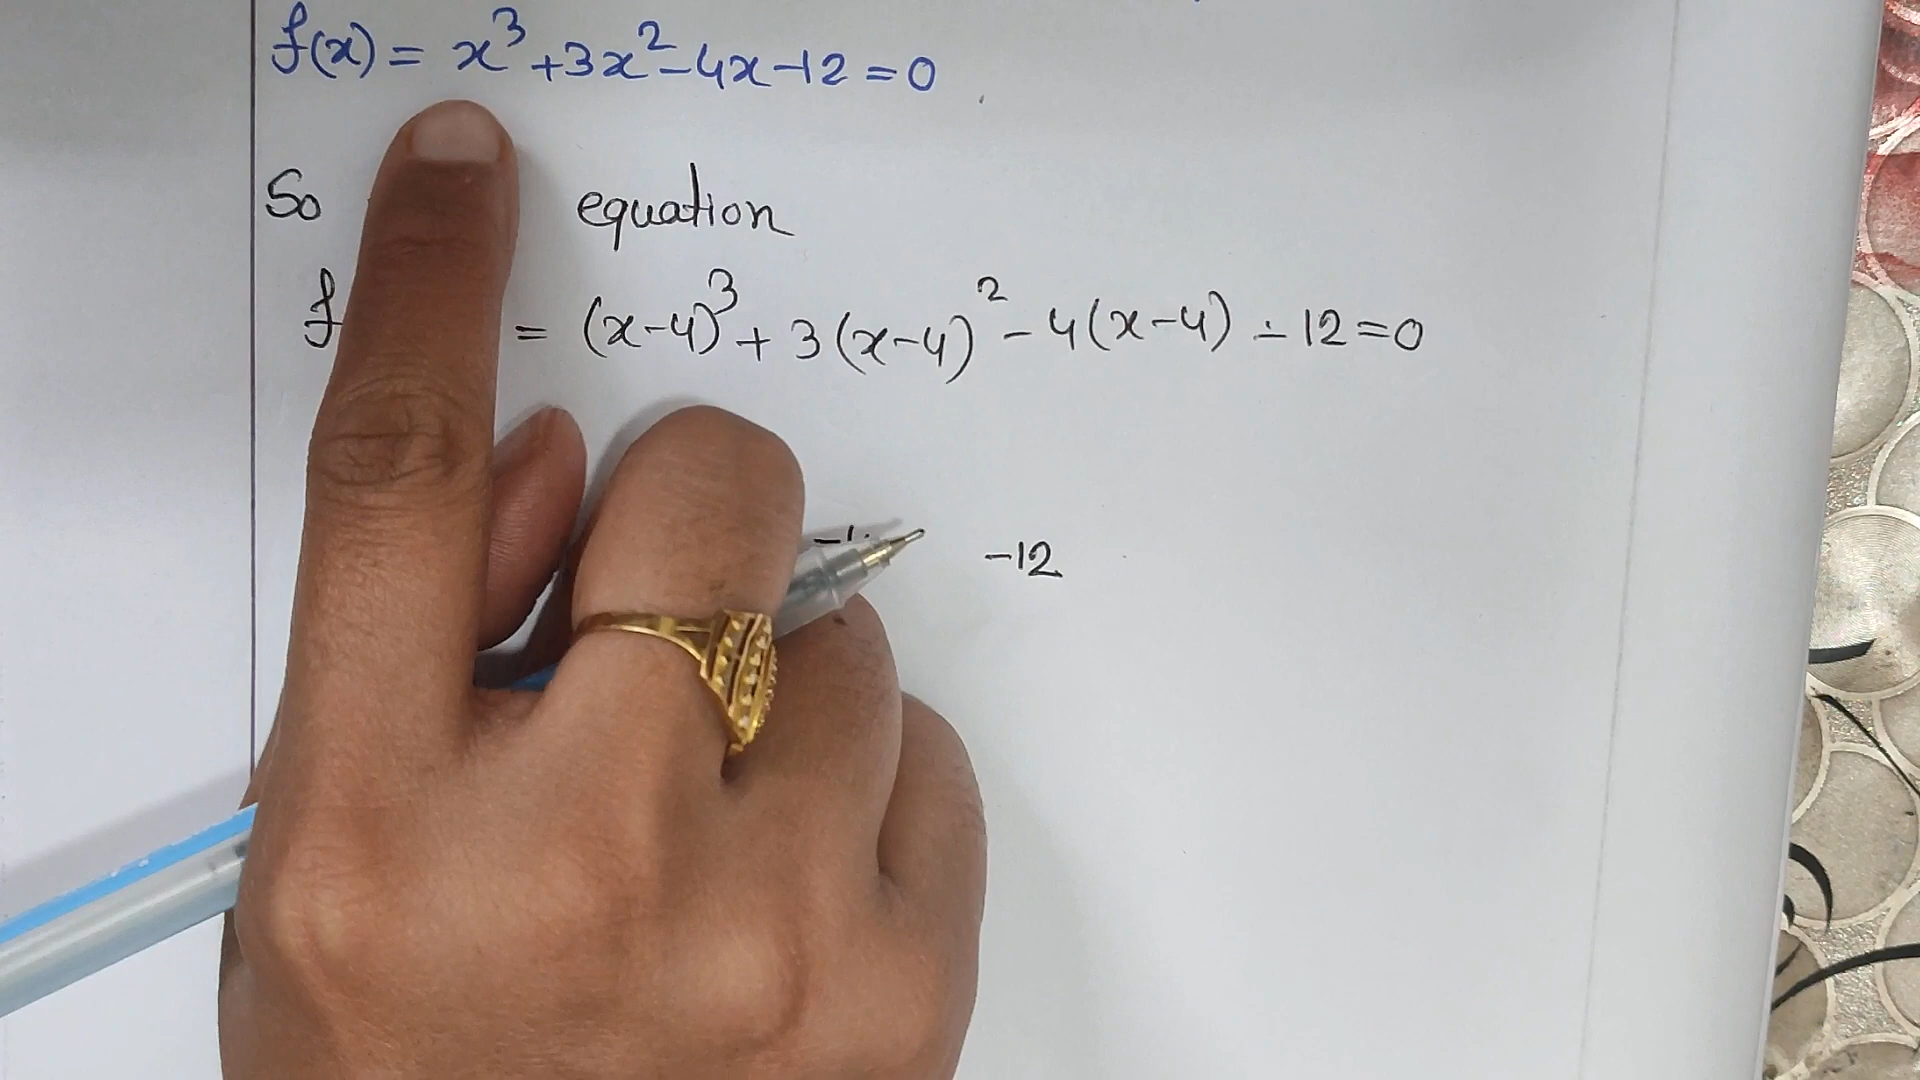 f(x) = x³ + 3x² - 4x - 12 = 0
So equation
f = (x-4)³ + 3(x-4)² - 4(x-4) - 12 = 0
-12